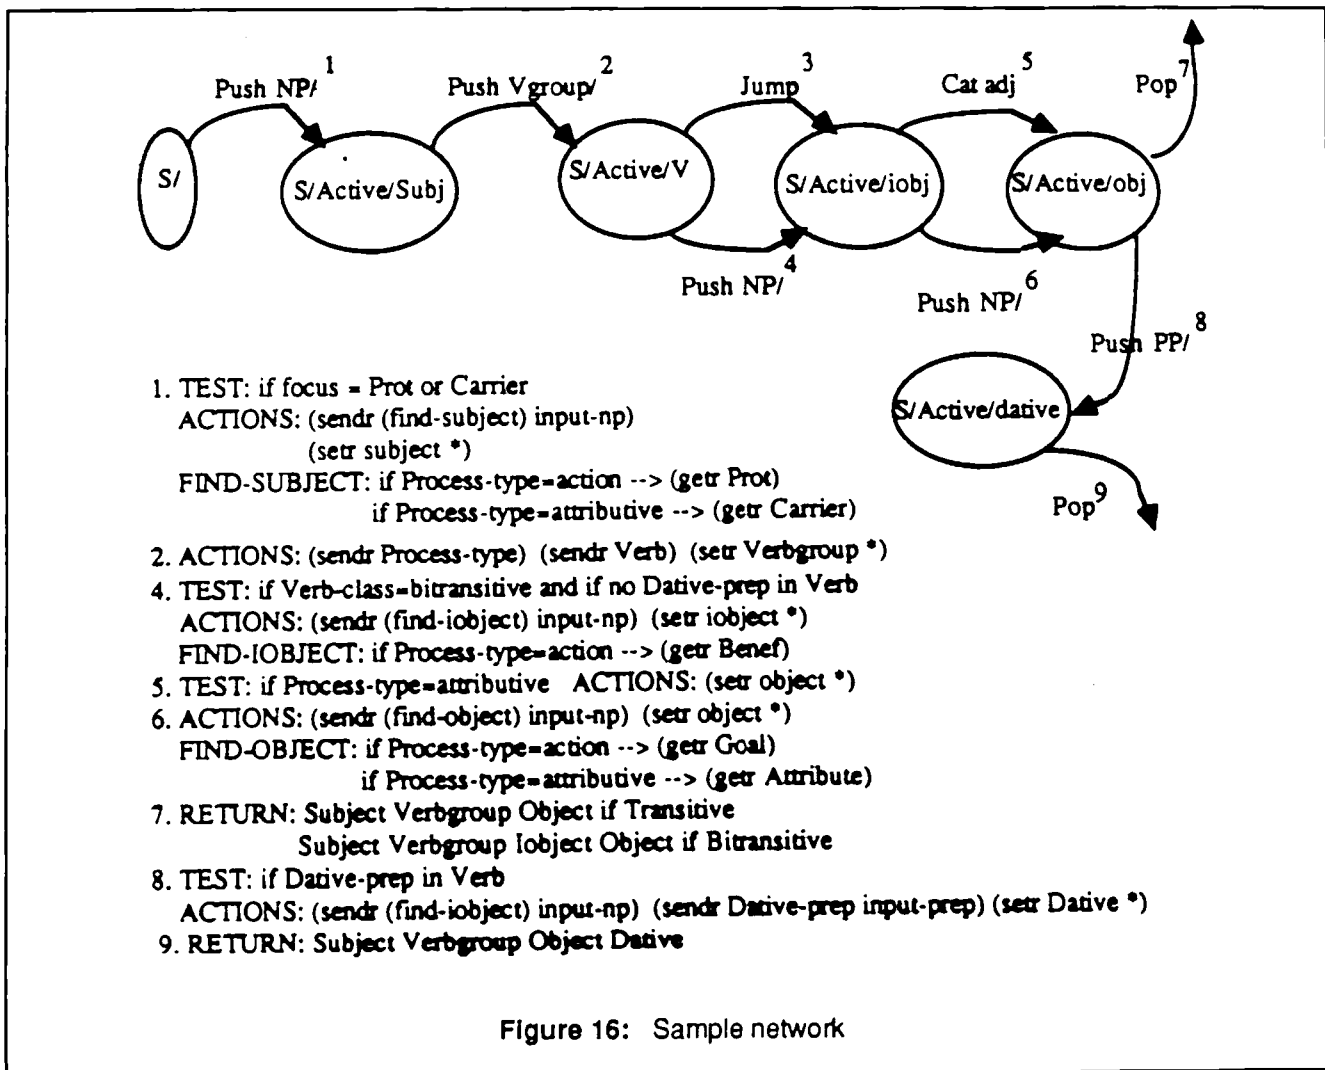 Push NP/ 1
Push Vgroup/ 2
Jump 3
Cat adj 5
Pop 7
S/
S/Active/Subj
S/Active/V
S/Active/iobj
S/Active/obj
Push NP/ 4
Push NP/ 6
Push PP/ 8
S/Active/dative
Pop 9
1. TEST: if focus = Prot or Carrier
ACTIONS: (sendr (find-subject) input-np)
(setr subject *)
FIND-SUBJECT: if Process-type=action --> (getr Prot)
if Process-type=attributive --> (getr Carrier)
2. ACTIONS: (sendr Process-type) (sendr Verb) (setr Verbgroup *)
4. TEST: if Verb-class=bitransitive and if no Dative-prep in Verb
ACTIONS: (sendr (find-iobject) input-np) (setr iobject *)
FIND-IOBJECT: if Process-type=action --> (getr Benef)
5. TEST: if Process-type=attributive ACTIONS: (setr object *)
6. ACTIONS: (sendr (find-object) input-np) (setr object *)
FIND-OBJECT: if Process-type=action --> (getr Goal)
if Process-type=attributive --> (getr Attribute)
7. RETURN: Subject Verbgroup Object if Transitive
Subject Verbgroup Iobject Object if Bitransitive
8. TEST: if Dative-prep in Verb
ACTIONS: (sendr (find-iobject) input-np) (sendr Dative-prep input-prep) (setr Dative *)
9. RETURN: Subject Verbgroup Object Dative
Figure 16: Sample network